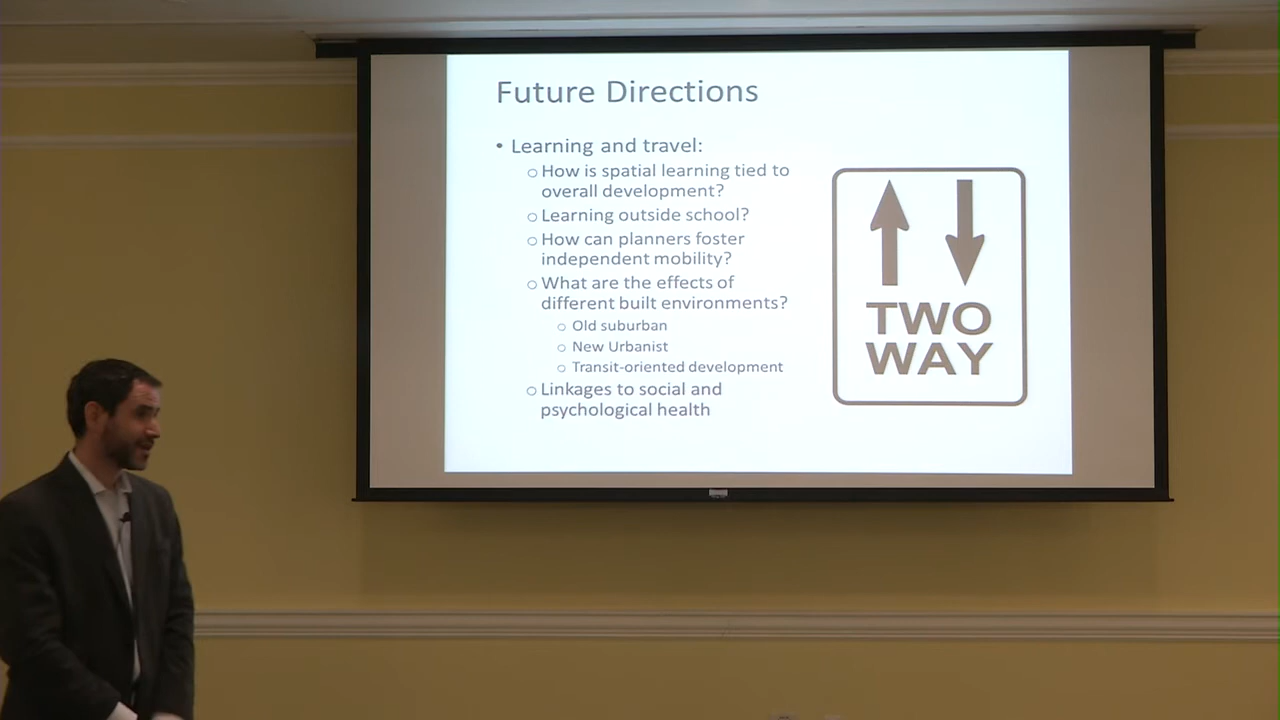 Future Directions
• Learning and travel:
○ How is spatial learning tied to
overall development?
○ Learning outside school?
○ How can planners foster
independent mobility?
○ What are the effects of
different built environments?
○ Old suburban
○ New Urbanist
○ Transit-oriented development
○ Linkages to social and
psychological health
TWO
WAY